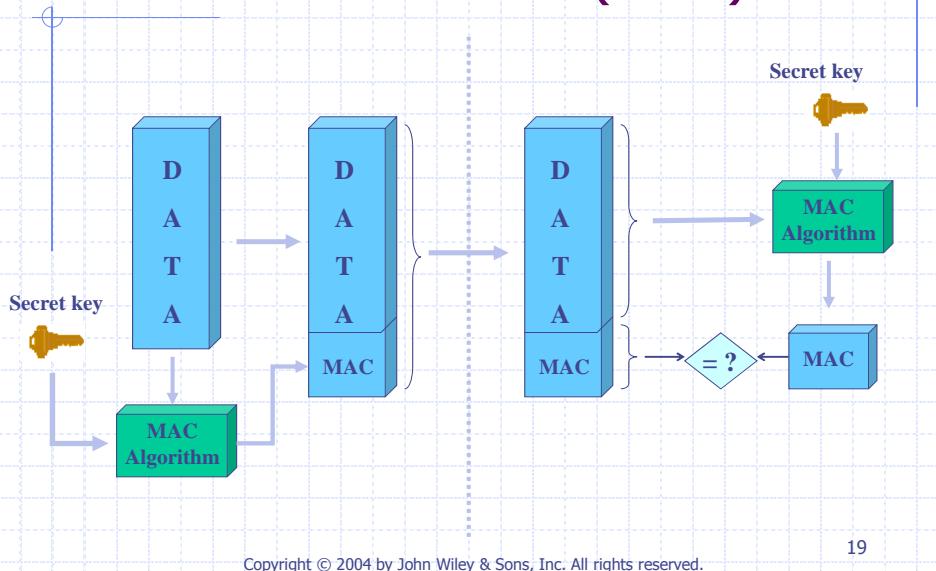 Secret key
D
A
T
A
D
A
T
A
MAC
D
A
T
A
MAC
MAC
Algorithm
= ?
MAC
Secret key
MAC
Algorithm
19
Copyright © 2004 by John Wiley & Sons, Inc. All rights reserved.